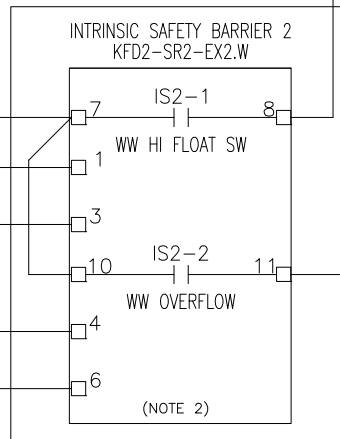 INTRINSIC SAFETY BARRIER 2
KFD2-SR2-EX2.W
7 IS2-1 8
WW HI FLOAT SW
1
3
10 IS2-2 11
WW OVERFLOW
4
6
(NOTE 2)